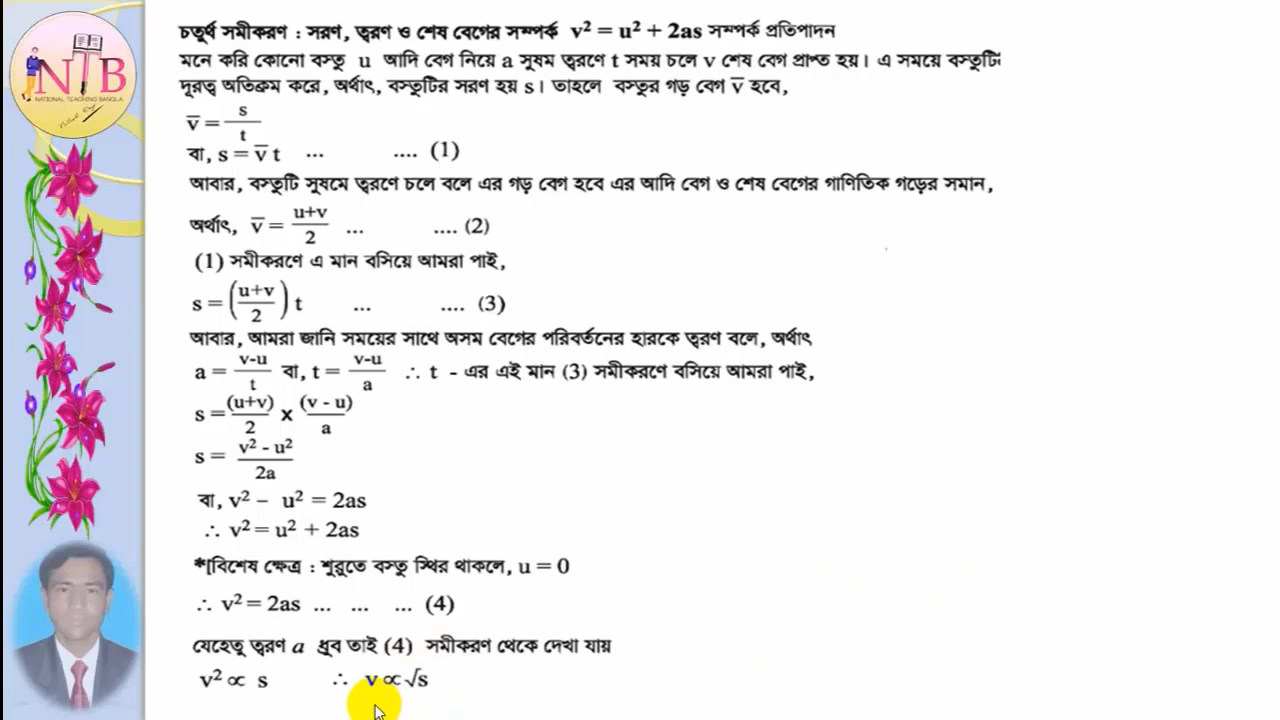 NTB
NATIONAL TEACHING BANGLA
চতুর্থ সমীকরণ : সরণ, ত্বরণ ও শেষ বেগের সম্পর্ক v² = u² + 2as সম্পর্ক প্রতিপাদন
মনে করি কোনো বস্তু u আদি বেগ নিয়ে a সুষম ত্বরণে t সময় চলে v শেষ বেগ প্রাপ্ত হয়। এ সময়ে বস্তুটি
দূরত্ব অতিক্রম করে, অর্থাৎ, বস্তুটির সরণ হয় s। তাহলে বস্তুর গড় বেগ v̅ হবে,
v̅ = s/t
বা, s = v̅ t ... .... (1)
আবার, বস্তুটি সুষমে ত্বরণে চলে বলে এর গড় বেগ হবে এর আদি বেগ ও শেষ বেগের গাণিতিক গড়ের সমান,
অর্থাৎ, v̅ = u+v/2 ... .... (2)
(1) সমীকরণে এ মান বসিয়ে আমরা পাই,
s = (u+v/2) t ... .... (3)
আবার, আমরা জানি সময়ের সাথে অসম বেগের পরিবর্তনের হারকে ত্বরণ বলে, অর্থাৎ
a = v-u/t বা, t = v-u/a ∴ t - এর এই মান (3) সমীকরণে বসিয়ে আমরা পাই,
s = (u+v)/2 x (v - u)/a
s = v² - u²/2a
বা, v² – u² = 2as
∴ v² = u² + 2as
*[বিশেষ ক্ষেত্র : শুরুতে বস্তু স্থির থাকলে, u = 0
∴ v² = 2as ... ... ... (4)
যেহেতু ত্বরণ a ধ্রুব তাই (4) সমীকরণ থেকে দেখা যায়
v² ∝ s ∴ v ∝ √s